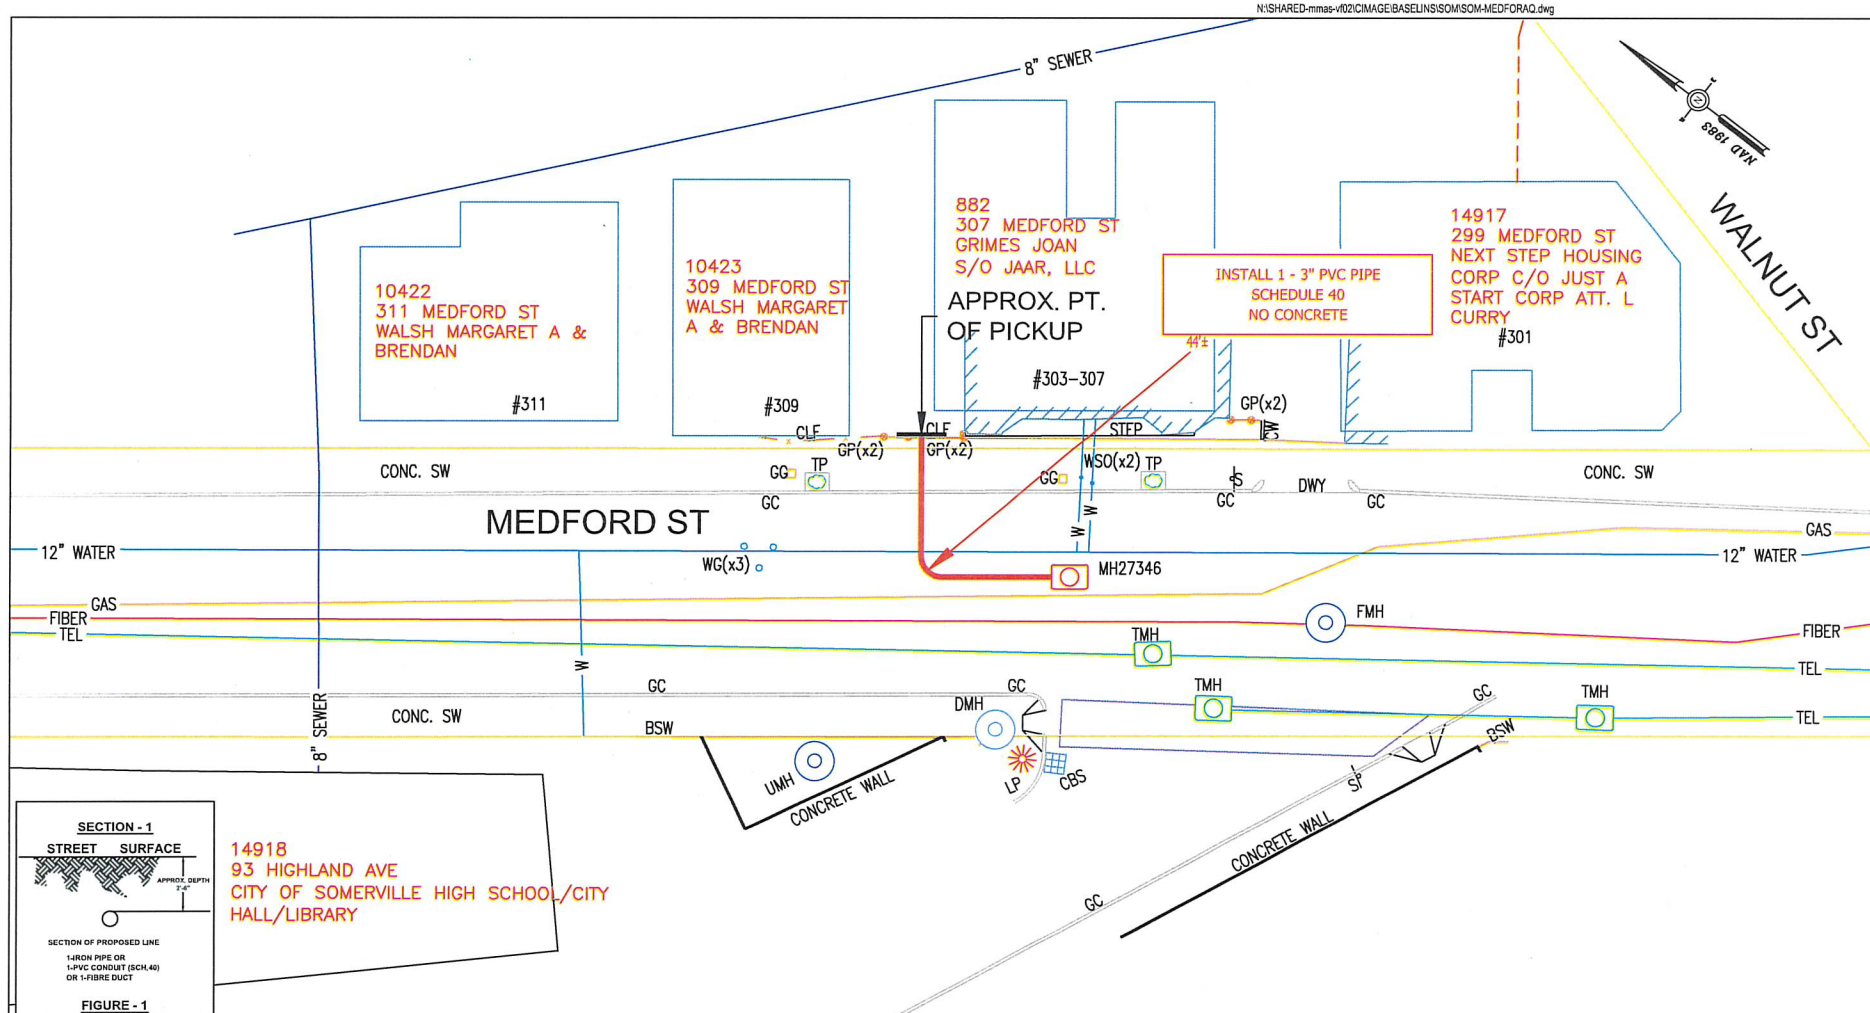 N:\SHARED-mmas-vf02\CIMAGE\BASELINS\SOM\SOM-MEDFORAQ.dwg
8" SEWER
NAD 1983
N
WALNUT ST
10422
311 MEDFORD ST
WALSH MARGARET A &
BRENDAN
#311
10423
309 MEDFORD ST
WALSH MARGARET
A & BRENDAN
#309
882
307 MEDFORD ST
GRIMES JOAN
S/O JAAR, LLC
APPROX. PT.
OF PICKUP
#303-307
INSTALL 1 - 3" PVC PIPE
SCHEDULE 40
NO CONCRETE
44'±
14917
299 MEDFORD ST
NEXT STEP HOUSING
CORP C/O JUST A
START CORP ATT. L
CURRY
#301
CLF
GP(x2)
CLF
GP(x2)
STEP
GP(x2)
CW
CONC. SW
GG
TP
GG
WSO(x2)
TP
S
DWY
CONC. SW
GC
GC
GC
MEDFORD ST
W
W
12" WATER
WG(x3)
MH27346
GAS
12" WATER
GAS
FIBER
TEL
FMH
FIBER
TMH
TEL
W
8" SEWER
GC
GC
TMH
GC
TMH
TEL
CONC. SW
BSW
DMH
BSW
UMH
CONCRETE WALL
LP
CBS
SP
CONCRETE WALL
GC
SECTION - 1
STREET SURFACE
APPROX. DEPTH
2'-6"
SECTION OF PROPOSED LINE
1-IRON PIPE OR
1-PVC CONDUIT (SCH.40)
OR 1-FIBRE DUCT
FIGURE - 1
14918
93 HIGHLAND AVE
CITY OF SOMERVILLE HIGH SCHOOL/CITY
HALL/LIBRARY